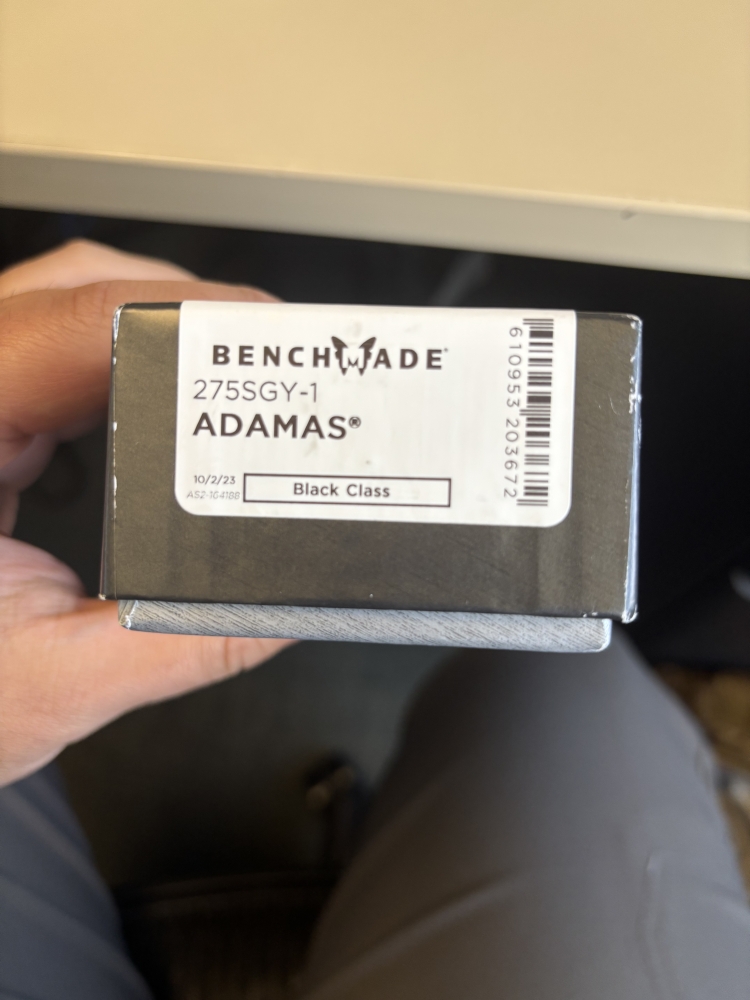 BENCHMADE
275SGY-1
ADAMAS®
10/2/23
Black Class
610953 203672